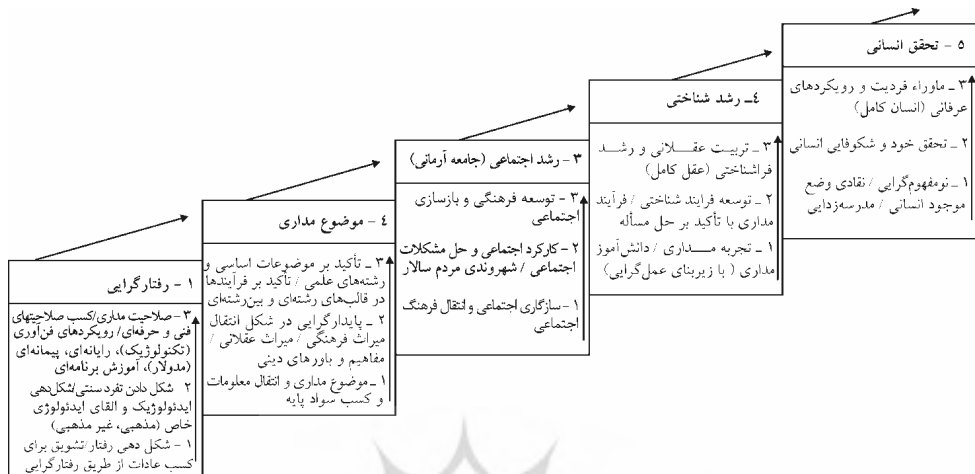 ۵ - تحقق انسانی
۳ ـ ماوراء فردیت و رویکردهای
عرفانی (انسان کامل)
۲ ـ تحقق خود و شکوفایی انسانی
۱ ـ نومفهوم‌گرایی / نقادی وضع
موجود انسانی / مدرسه‌زدایی
۴ـ رشد شناختی
۳ ـ تربیت عقلانی و رشد
فراشناختی (عقل کامل)
۲ ـ توسعه فرایند شناختی / فرآیند
مداری با تأکید بر حل مسأله
۱ ـ تجربه مداری / دانش‌آموز
مداری ( با زیربنای عمل‌گرایی)
۳ - رشد اجتماعی (جامعه آرمانی)
۳ - توسعه فرهنگی و بازسازی
اجتماعی
۲ - کارکرد اجتماعی و حل مشکلات
اجتماعی / شهروندی مردم سالار
۱ - سازگاری اجتماعی و انتقال فرهنگ
اجتماعی
٤ - موضوع مداری
۳ ـ تأکید بر موضوعات اساسی و
رشته‌های علمی / تأکید بر فرآیندها
در قالب‌های رشته‌ای و بین‌رشته‌ای
۲ ـ پایدارگرایی در شکل انتقال
میراث فرهنگی / میراث عقلانی /
مفاهیم و باورهای دینی
۱ ـ موضوع مداری و انتقال معلومات
و کسب سواد پایه
۱ - رفتارگرایی
۳ - صلاحیت مداری/کسب صلاحیتهای
فنی و حرفه‌ای/ رویکردهای فن‌آوری
(تکنولوژیک)، رایانه‌ای، پیمانه‌ای
(مدولار)، آموزش برنامه‌ای
۲ شکل دادن تفرد سنتی/شکل‌دهی
ایدئولوژیک و القای ایدئولوژی
خاص (مذهبی، غیر مذهبی)
۱ - شکل دهی رفتار/تشویق برای
کسب عادات از طریق رفتارگرایی